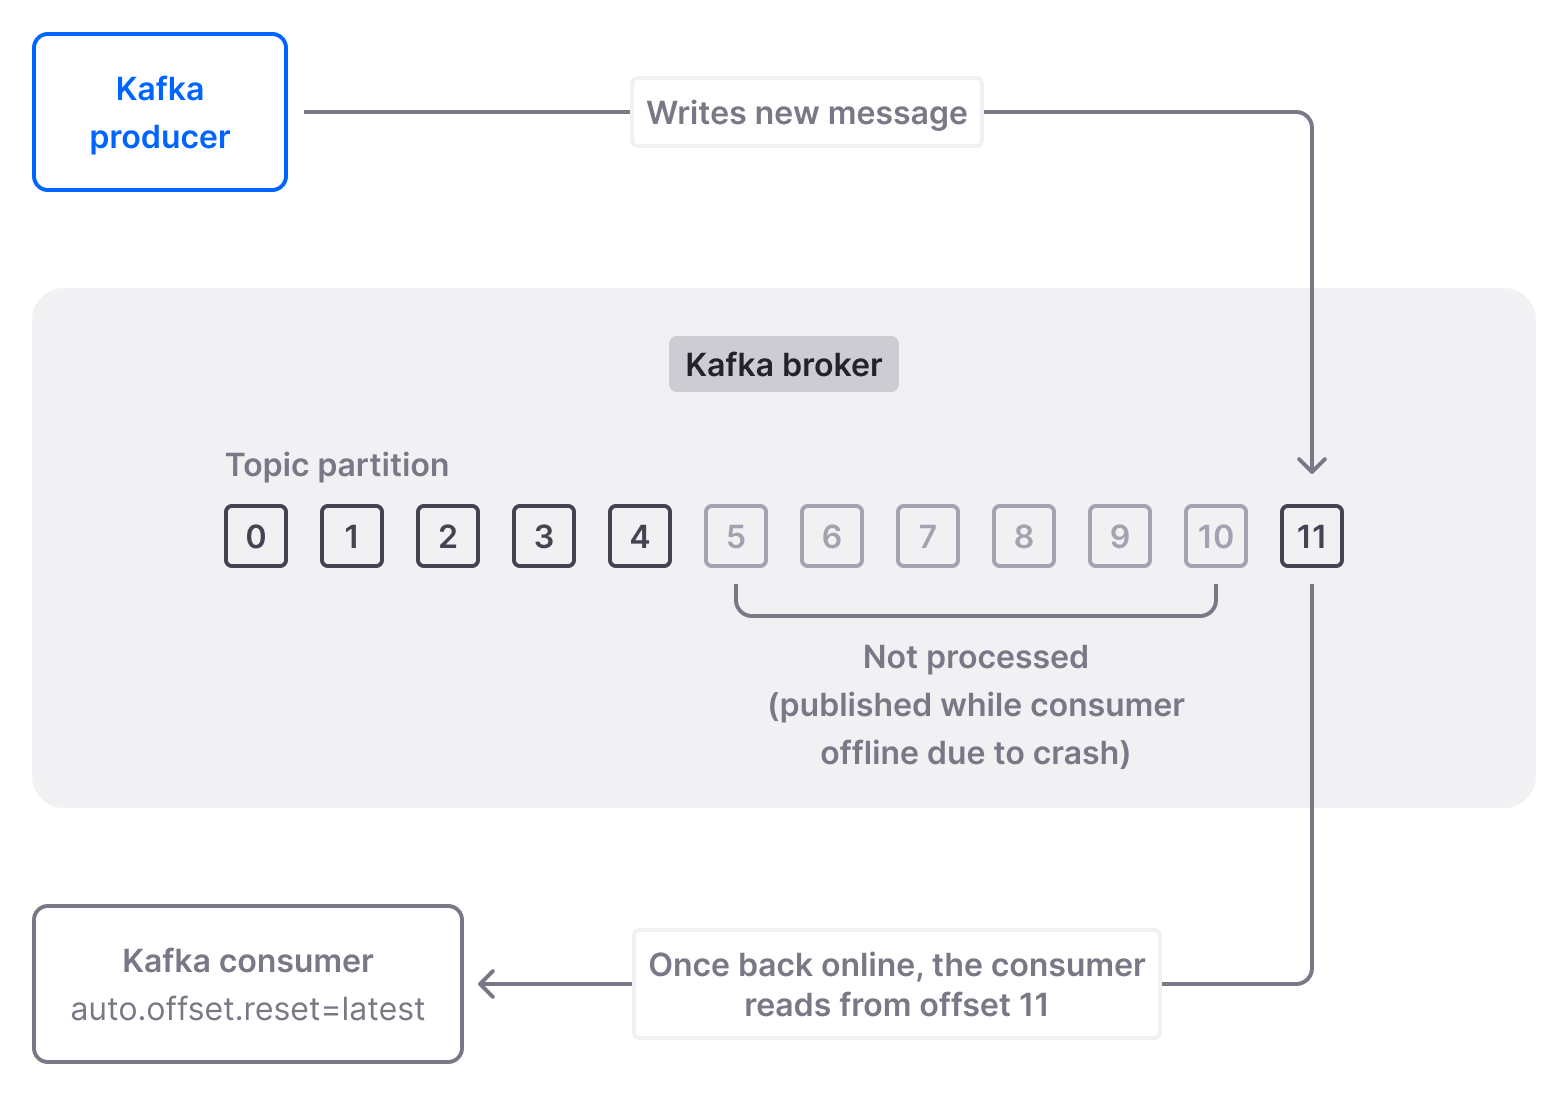 Kafka
producer
Writes new message
Kafka broker
Topic partition
0 1 2 3 4 5 6 7 8 9 10 11
Not processed
(published while consumer
offline due to crash)
Kafka consumer
auto.offset.reset=latest
Once back online, the consumer
reads from offset 11